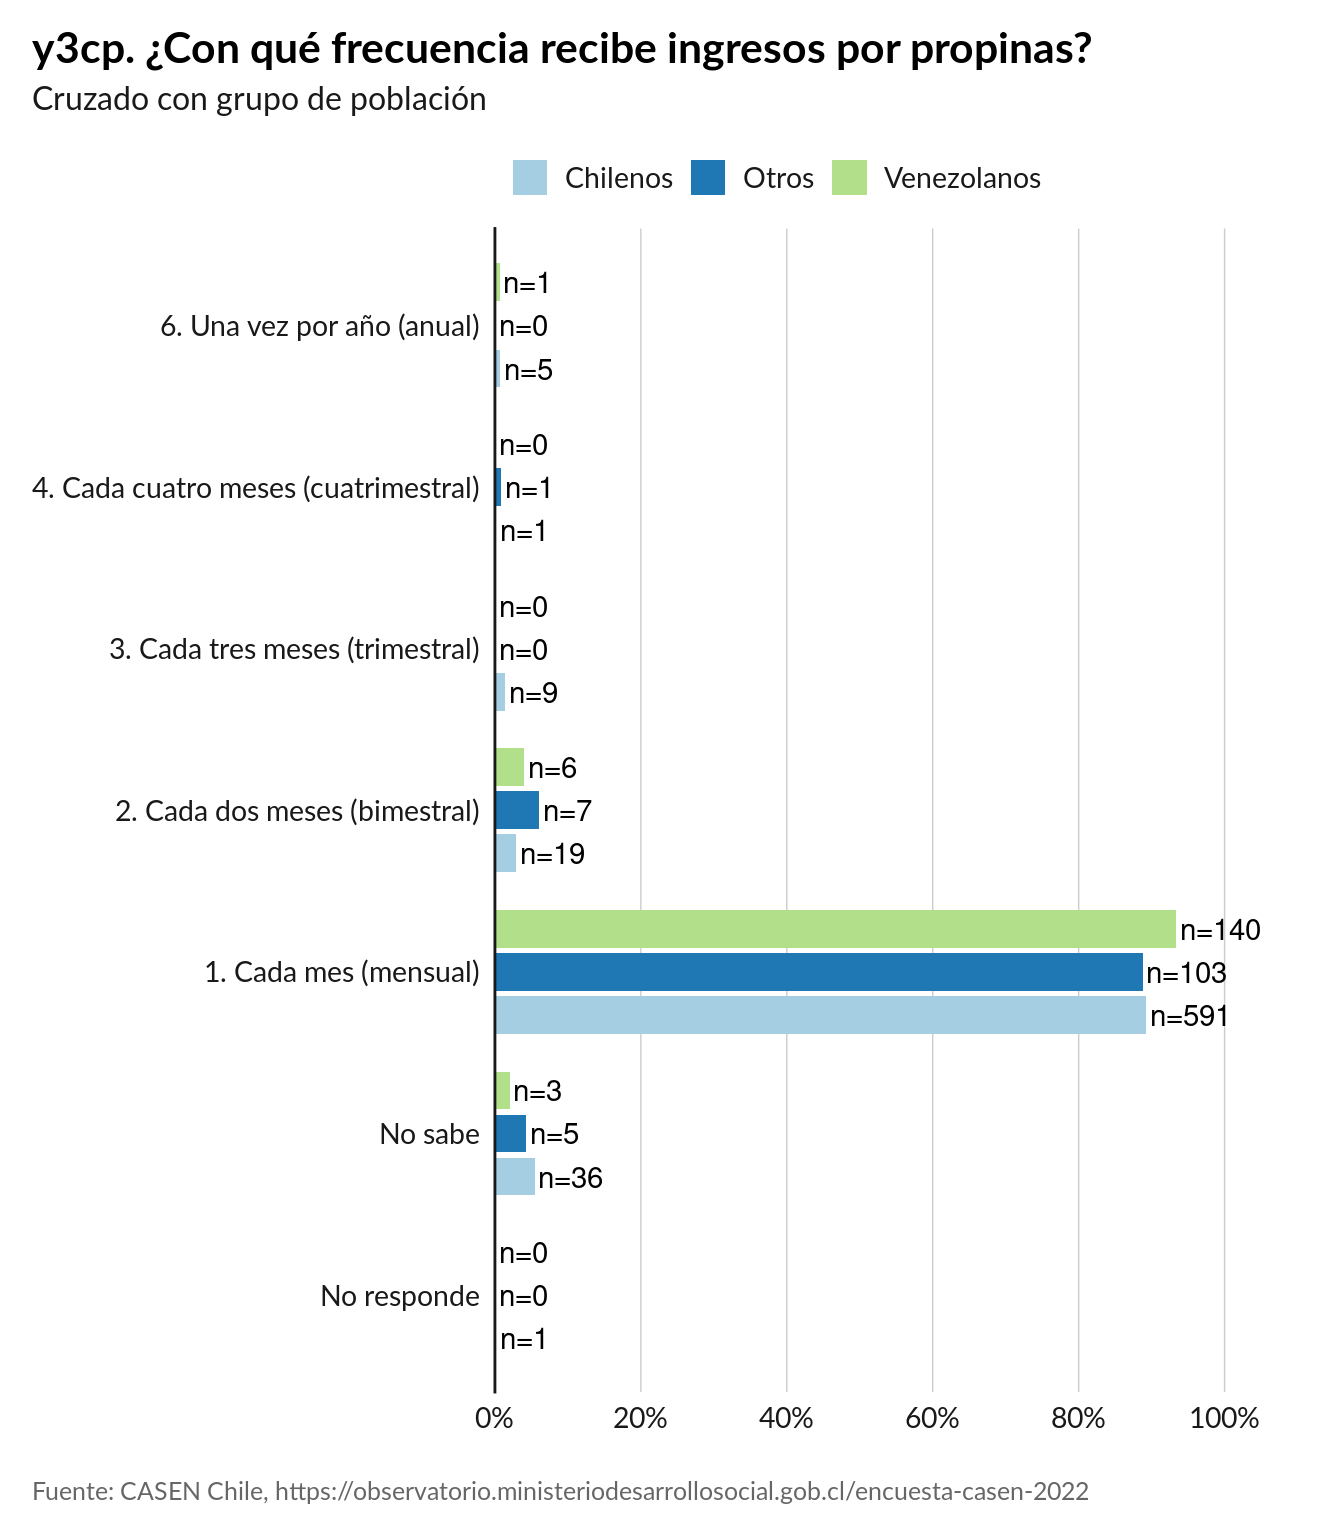 y3cp. ¿Con qué frecuencia recibe ingresos por propinas?
Cruzado con grupo de población
Chilenos Otros Venezolanos
n=1
6. Una vez por año (anual) n=0
n=5
n=0
4. Cada cuatro meses (cuatrimestral) n=1
n=1
n=0
3. Cada tres meses (trimestral) n=0
n=9
n=6
2. Cada dos meses (bimestral) n=7
n=19
n=140
1. Cada mes (mensual) n=103
n=591
n=3
No sabe n=5
n=36
n=0
No responde n=0
n=1
0% 20% 40% 60% 80% 100%
Fuente: CASEN Chile, https://observatorio.ministeriodesarrollosocial.gob.cl/encuesta-casen-2022